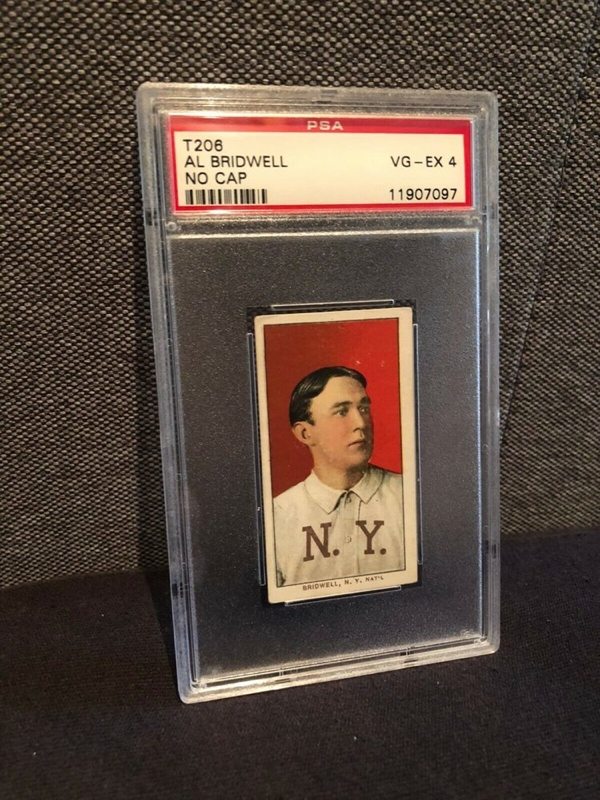 PSA
T206
AL BRIDWELL VG-EX 4
NO CAP
11907097
N. Y.
BRIDWELL, N. Y. NAT'L